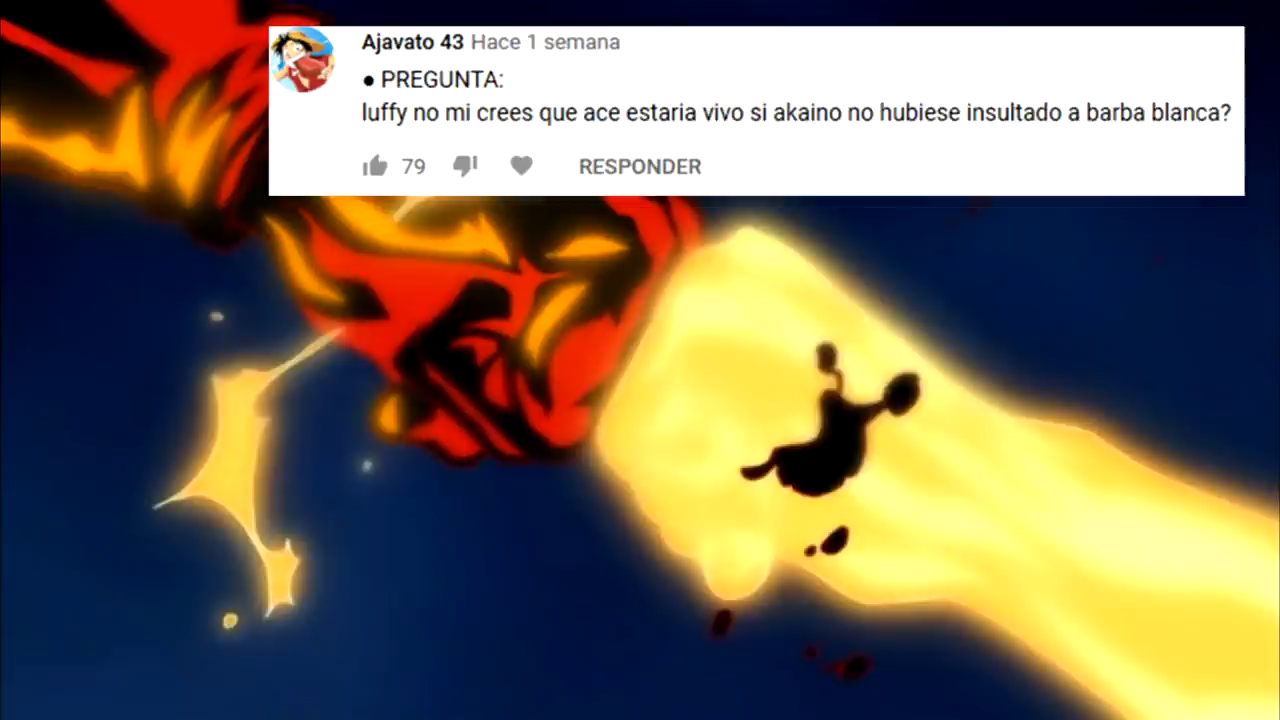 Ajavato 43 Hace 1 semana
● PREGUNTA:
luffy no mi crees que ace estaria vivo si akaino no hubiese insultado a barba blanca?
79 RESPONDER